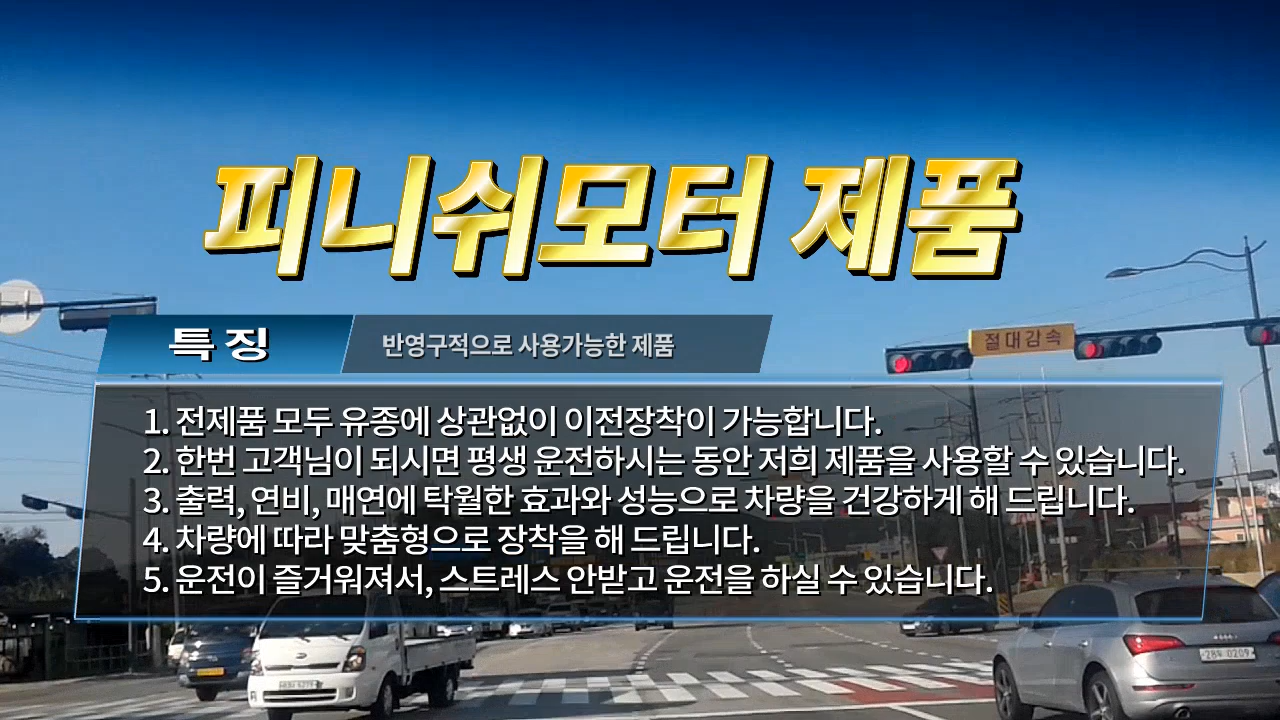 피니쉬모터 제품
특 징
반영구적으로 사용가능한 제품
절대감속
1. 전제품 모두 유종에 상관없이 이전장착이 가능합니다.
2. 한번 고객님이 되시면 평생 운전하시는 동안 저희 제품을 사용할 수 있습니다.
3. 출력, 연비, 매연에 탁월한 효과와 성능으로 차량을 건강하게 해 드립니다.
4. 차량에 따라 맞춤형으로 장착을 해 드립니다.
5. 운전이 즐거워져서, 스트레스 안받고 운전을 하실 수 있습니다.